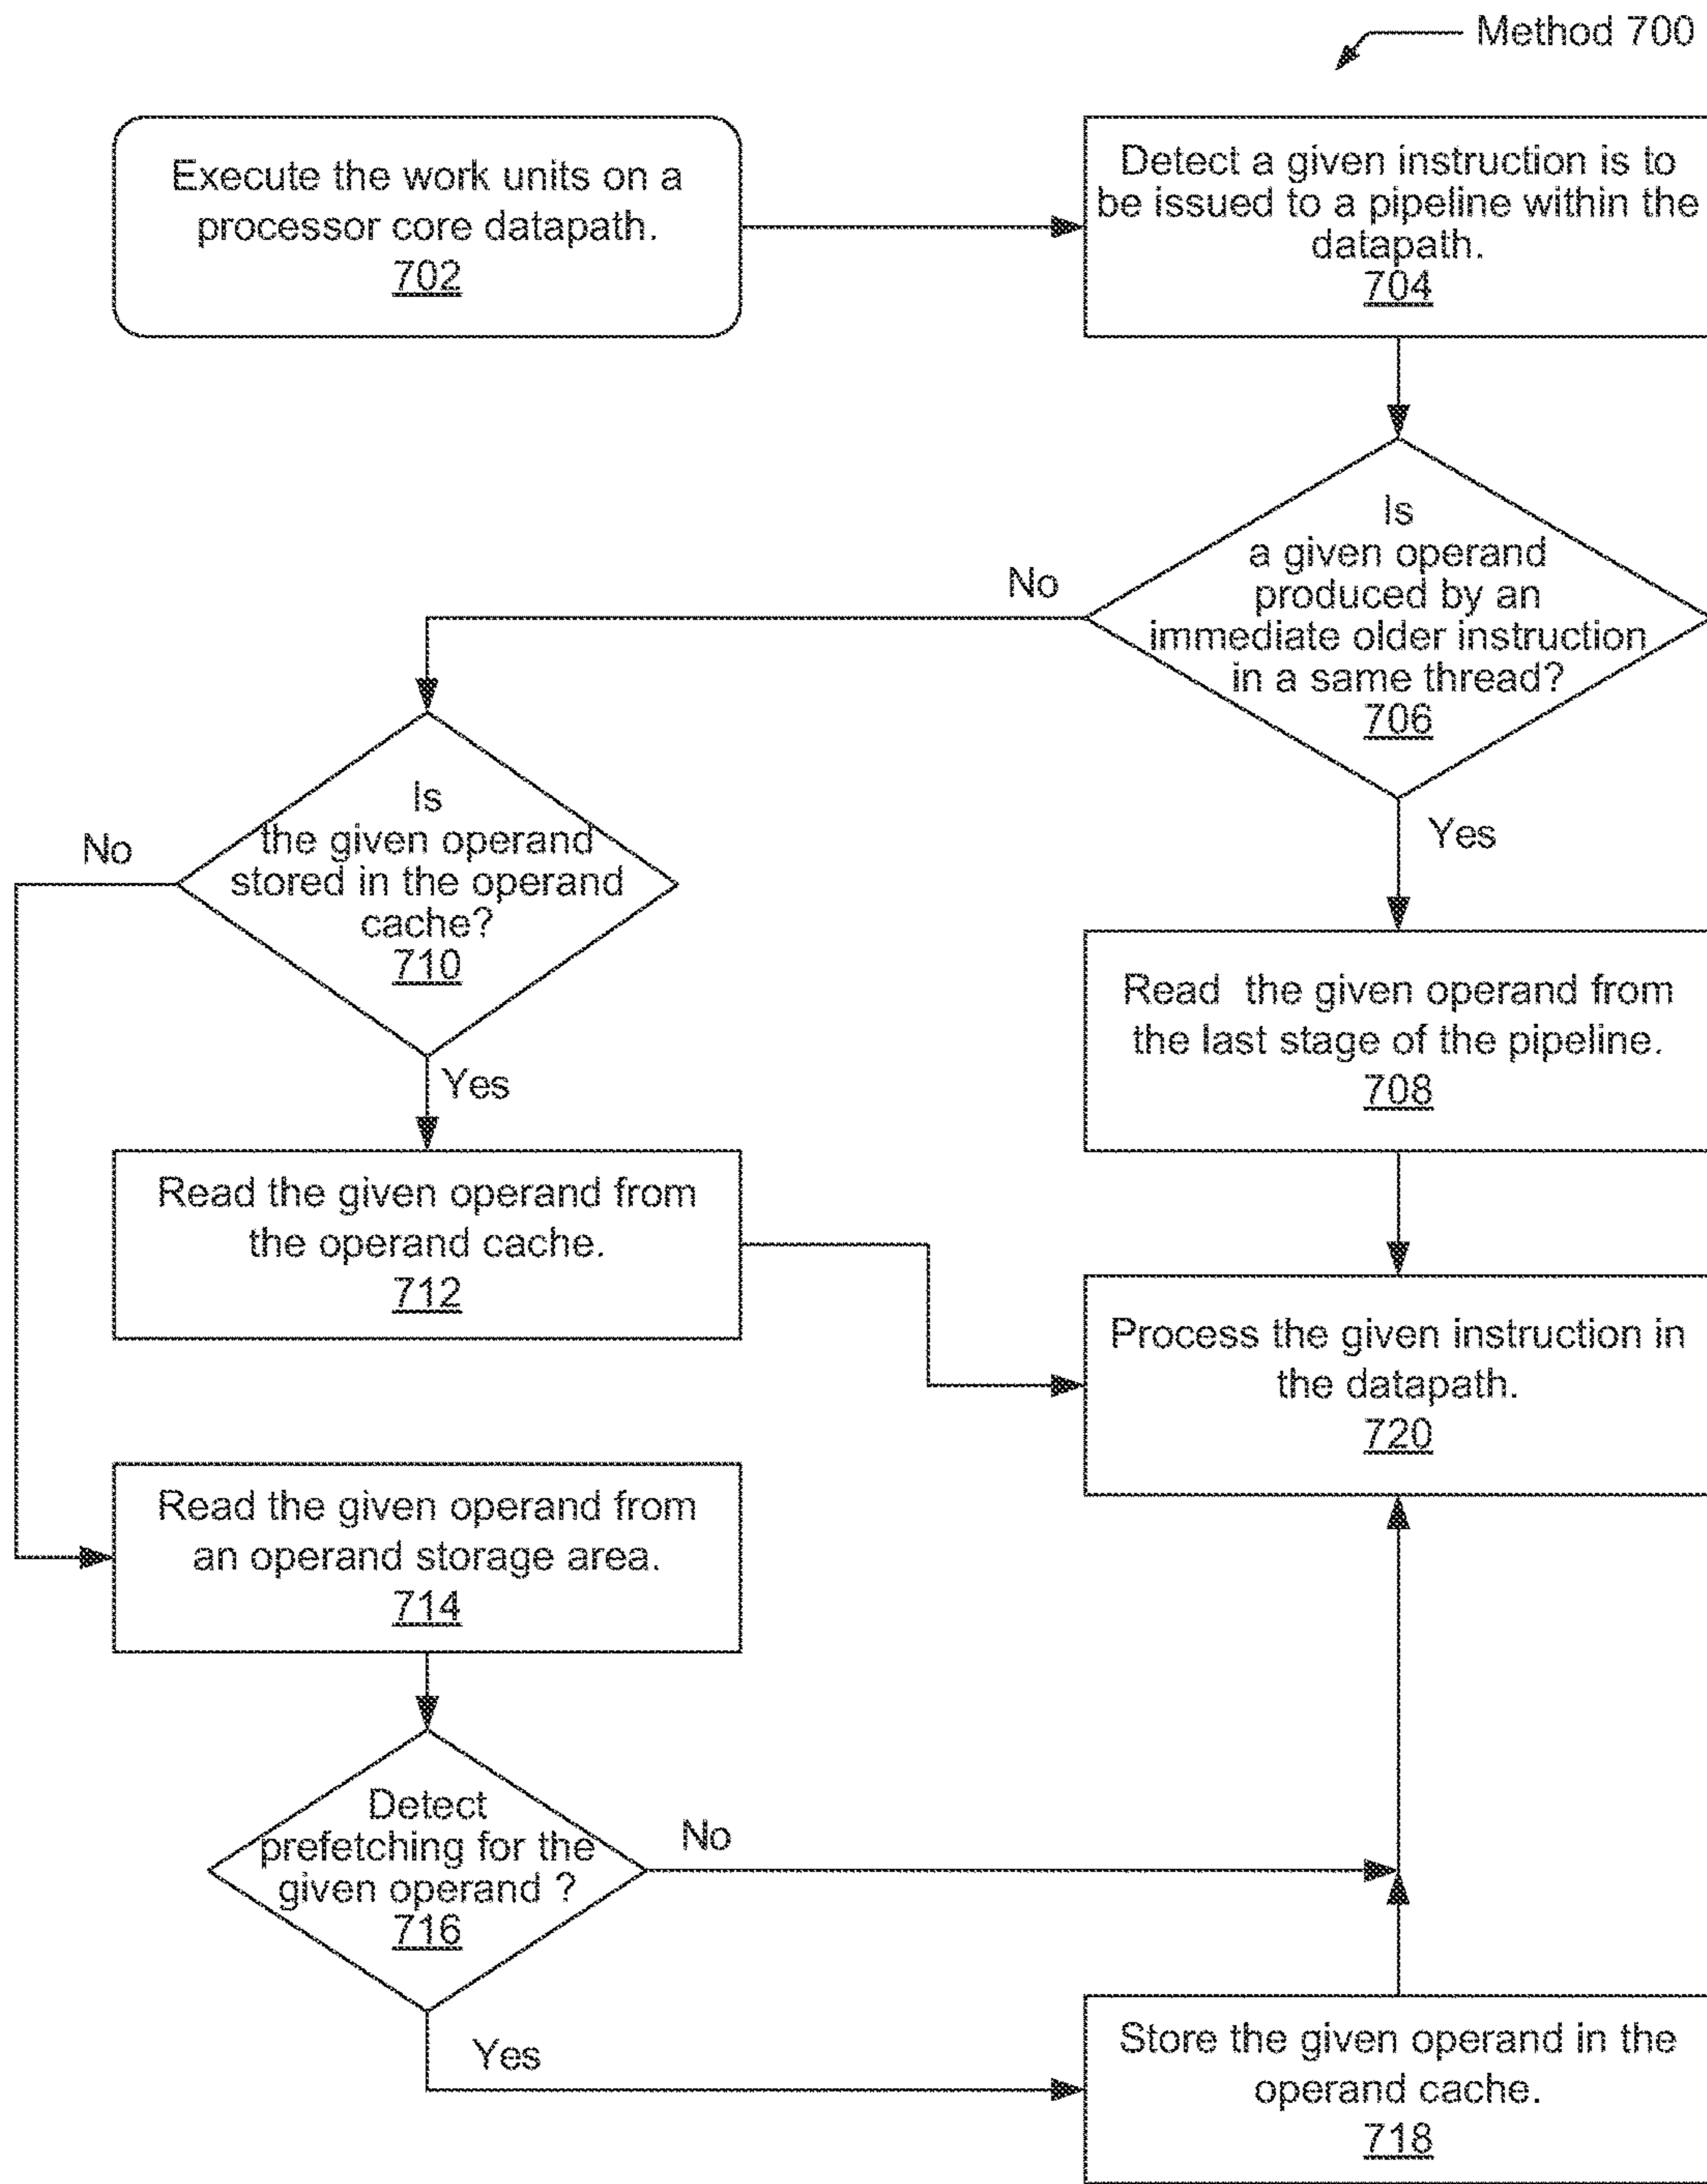 Method 700
Execute the work units on a
processor core datapath.
702
Detect a given instruction is to
be issued to a pipeline within the
datapath.
704
Is
a given operand
produced by an
immediate older instruction
in a same thread?
706
No
Yes
Is
the given operand
stored in the operand
cache?
710
No
Yes
Read the given operand from
the last stage of the pipeline.
708
Read the given operand from
the operand cache.
712
Process the given instruction in
the datapath.
720
Read the given operand from
an operand storage area.
714
Detect
prefetching for the
given operand ?
716
No
Yes
Store the given operand in the
operand cache.
718